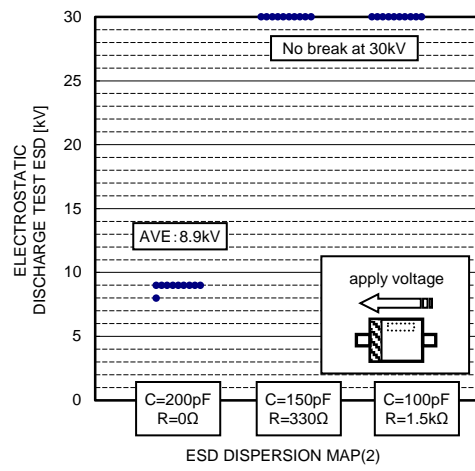 ELECTROSTATIC
DISCHARGE TEST ESD [kV]
30
25
20
15
10
5
0
No break at 30kV
AVE:8.9kV
apply voltage
C=200pF
R=0Ω
C=150pF
R=330Ω
C=100pF
R=1.5kΩ
ESD DISPERSION MAP(2)